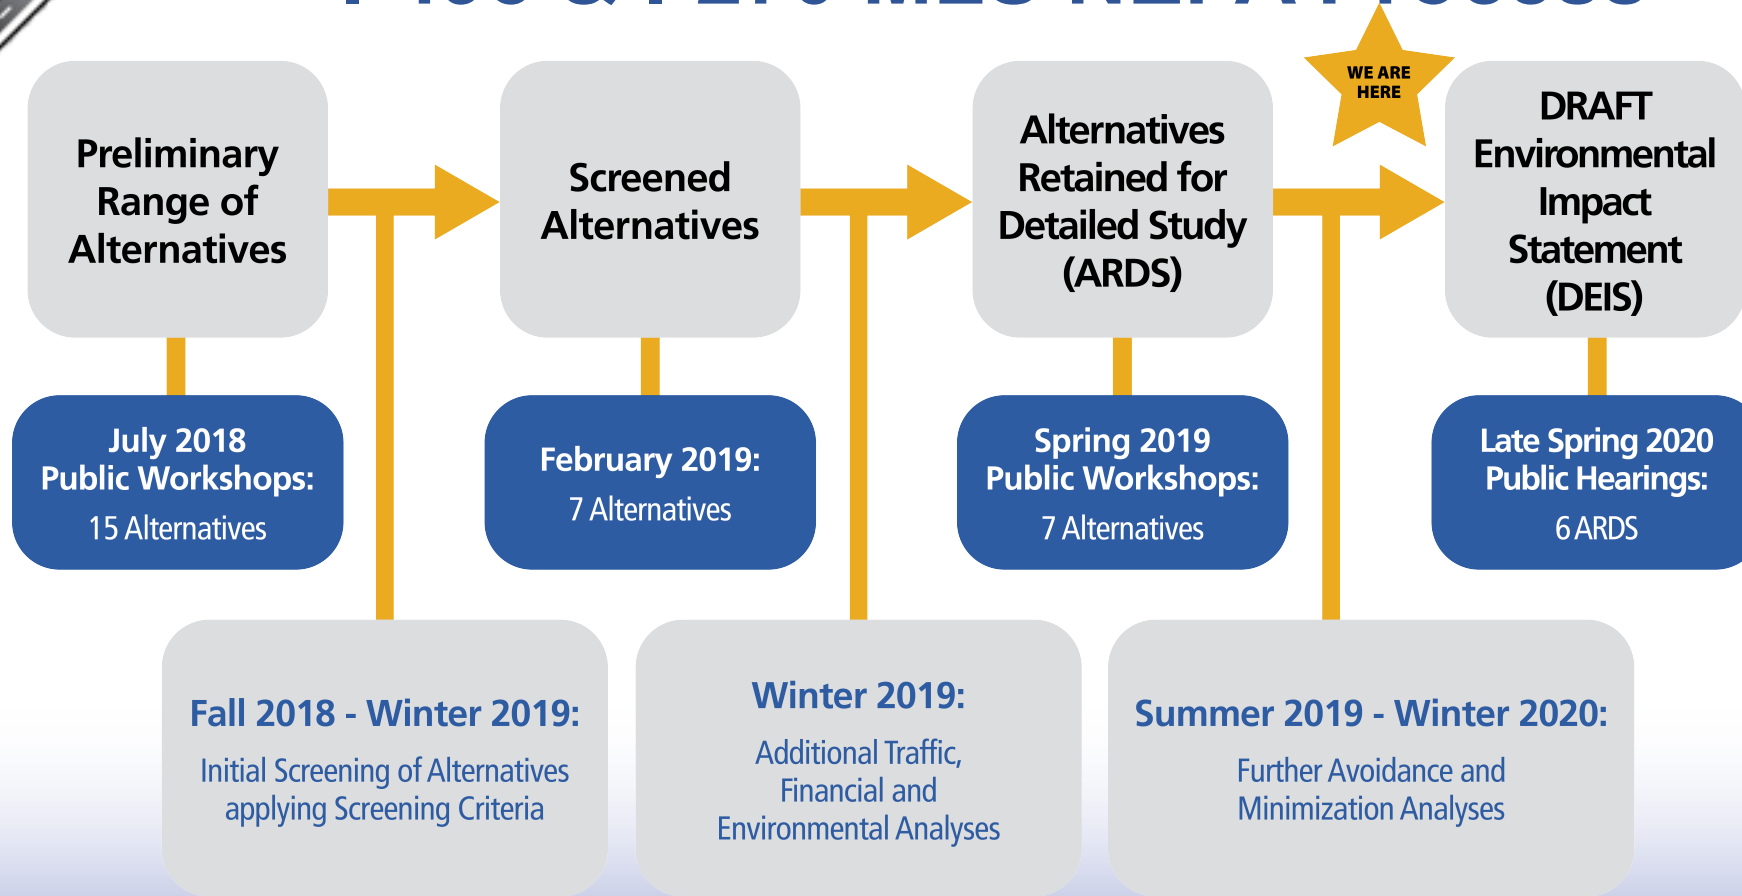 Preliminary
Range of
Alternatives
Screened
Alternatives
Alternatives
Retained for
Detailed Study
(ARDS)
WE ARE
HERE
DRAFT
Environmental
Impact
Statement
(DEIS)
July 2018
Public Workshops:
15 Alternatives
February 2019:
7 Alternatives
Spring 2019
Public Workshops:
7 Alternatives
Late Spring 2020
Public Hearings:
6 ARDS
Fall 2018 - Winter 2019:
Initial Screening of Alternatives
applying Screening Criteria
Winter 2019:
Additional Traffic,
Financial and
Environmental Analyses
Summer 2019 - Winter 2020:
Further Avoidance and
Minimization Analyses